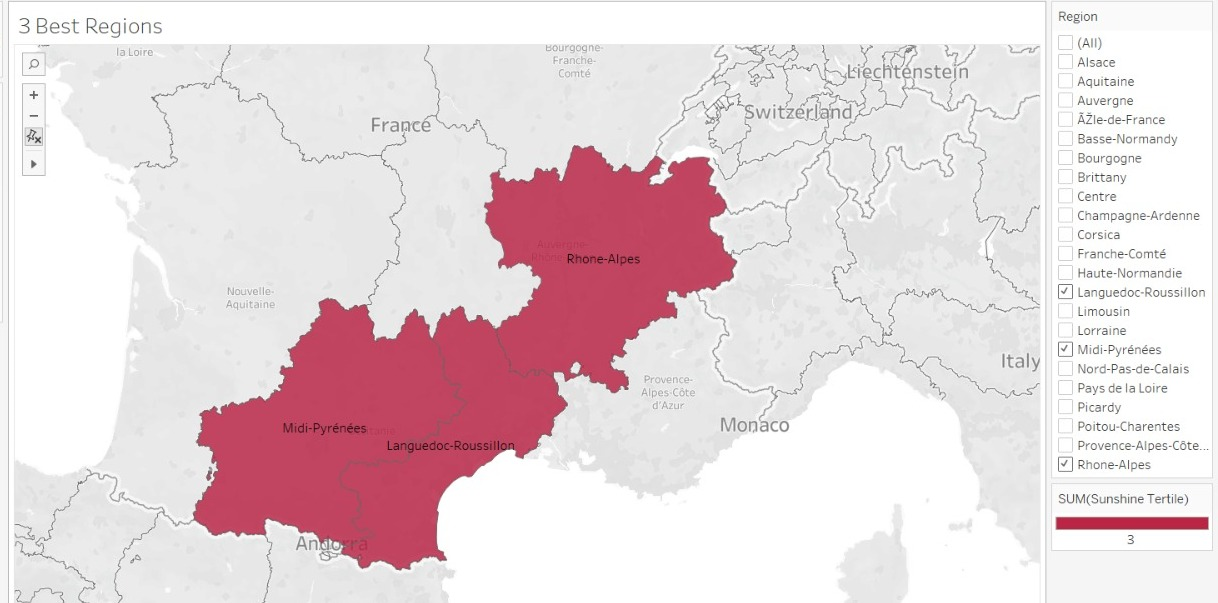 3 Best Regions
la Loire
Bourgogne-
Franche-
Comté
Liechtenstein
Switzerland
France
Auvergne-
Rhone-Alpes
Nouvelle-
Aquitaine
Provence-
Alpes-Côte
d'Azur
Italy
Monaco
Midi-Pyrénées
Languedoc-Roussillon
Andorra
Region
(All)
Alsace
Aquitaine
Auvergne
ÃŽle-de-France
Basse-Normandy
Bourgogne
Brittany
Centre
Champagne-Ardenne
Corsica
Franche-Comté
Haute-Normandie
Languedoc-Roussillon
Limousin
Lorraine
Midi-Pyrénées
Nord-Pas-de-Calais
Pays de la Loire
Picardy
Poitou-Charentes
Provence-Alpes-Côte...
Rhone-Alpes
SUM(Sunshine Tertile)
3